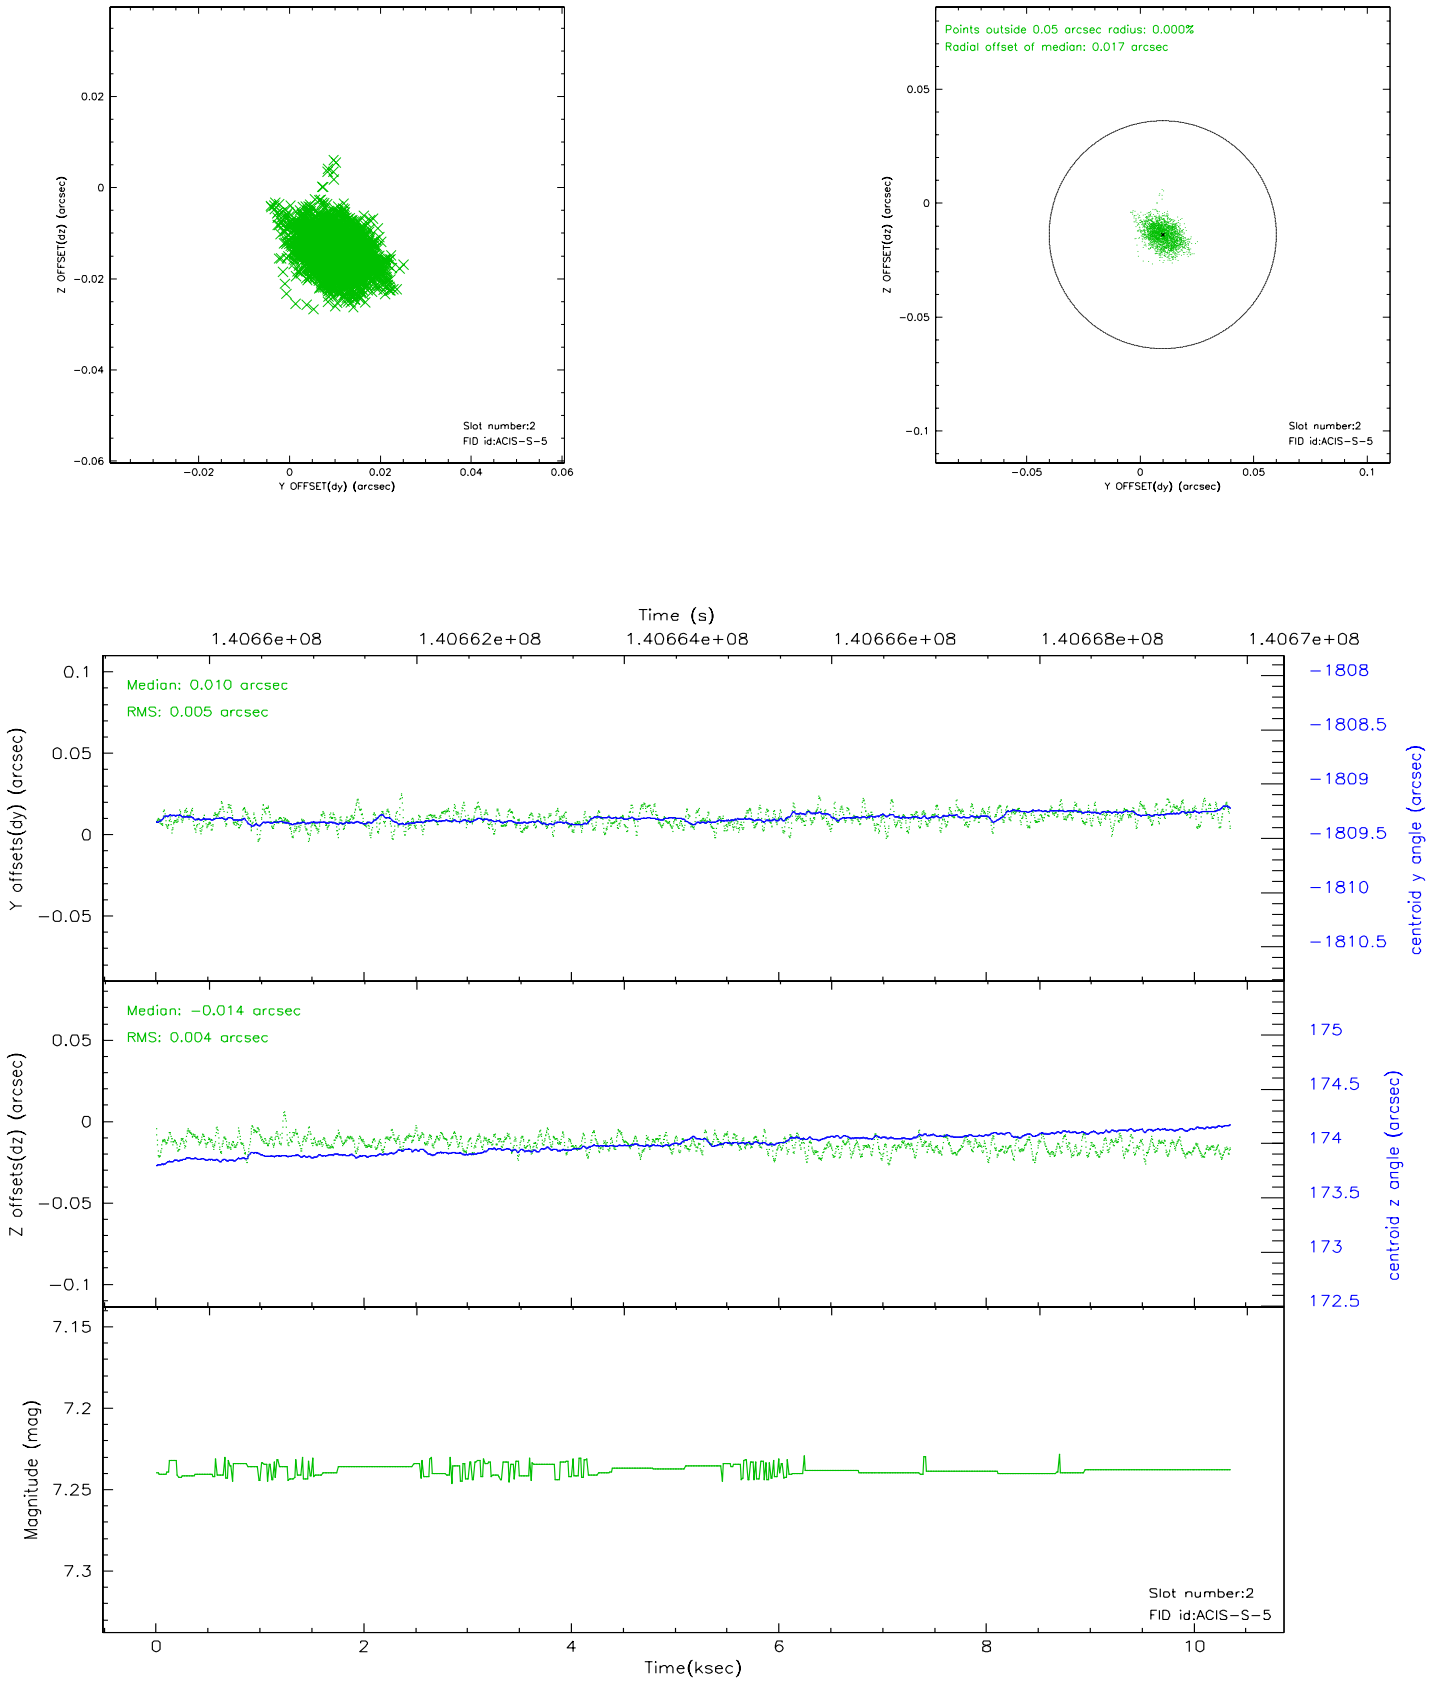 0.02
0
−0.02
−0.04
−0.06
Z OFFSET(dz) (arcsec)
Slot number:2
FID id:ACIS−S−5
−0.02
0
0.02
0.04
0.06
Y OFFSET(dy) (arcsec)
Points outside 0.05 arcsec radius: 0.000%
Radial offset of median: 0.017 arcsec
0.05
0
−0.05
−0.1
Z OFFSET(dz) (arcsec)
Slot number:2
FID id:ACIS−S−5
−0.05
0
0.05
0.1
Y OFFSET(dy) (arcsec)
Time (s)
1.4066e+08
1.40662e+08
1.40664e+08
1.40666e+08
1.40668e+08
1.4067e+08
Median: 0.010 arcsec
RMS: 0.005 arcsec
0.1
0.05
0
−0.05
Y offsets(dy) (arcsec)
−1808
−1808.5
−1809
−1809.5
−1810
−1810.5
centroid y angle (arcsec)
Median: −0.014 arcsec
RMS: 0.004 arcsec
0.05
0
−0.05
−0.1
Z offsets(dz) (arcsec)
175
174.5
174
173.5
173
172.5
centroid z angle (arcsec)
7.15
7.2
7.25
7.3
Magnitude (mag)
Slot number:2
FID id:ACIS−S−5
0
2
4
6
8
10
Time(ksec)